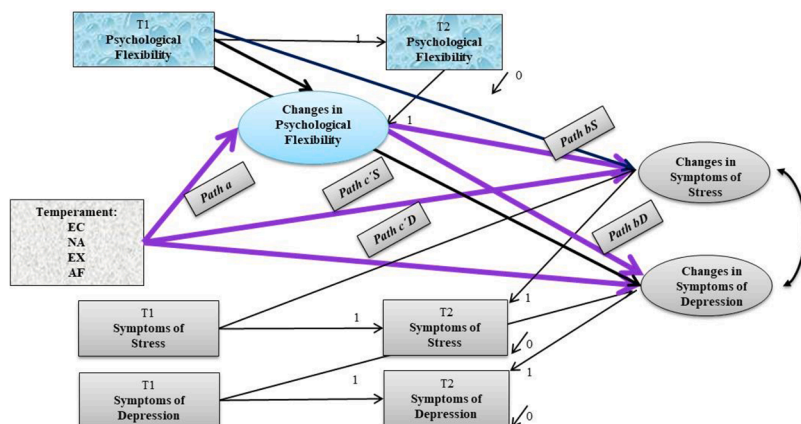 T1
Psychological
Flexibility
1
T2
Psychological
Flexibility
0
Changes in
Psychological
Flexibility
1
Path bS
Path a
Path c´S
Changes in
Symptoms of
Stress
Temperament:
EC
NA
EX
AF
Path c´D
Path bD
Changes in
Symptoms of
Depression
T1
Symptoms of
Stress
1
T2
Symptoms of
Stress
1
0
T1
Symptoms of
Depression
1
T2
Symptoms of
Depression
1
0